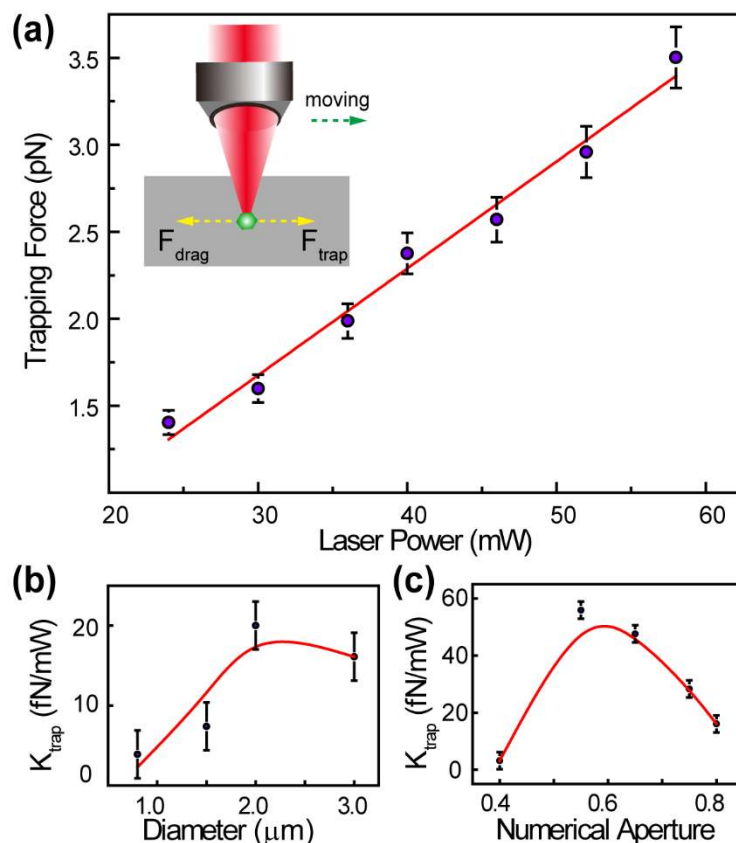 (a)
3.5
3.0
2.5
2.0
1.5
Trapping Force (pN)
moving
F_drag
F_trap
20 30 40 50 60
Laser Power (mW)
(b)
20
10
0
K_trap (fN/mW)
1.0 2.0 3.0
Diameter (μm)
(c)
60
40
20
0
K_trap (fN/mW)
0.4 0.6 0.8
Numerical Aperture